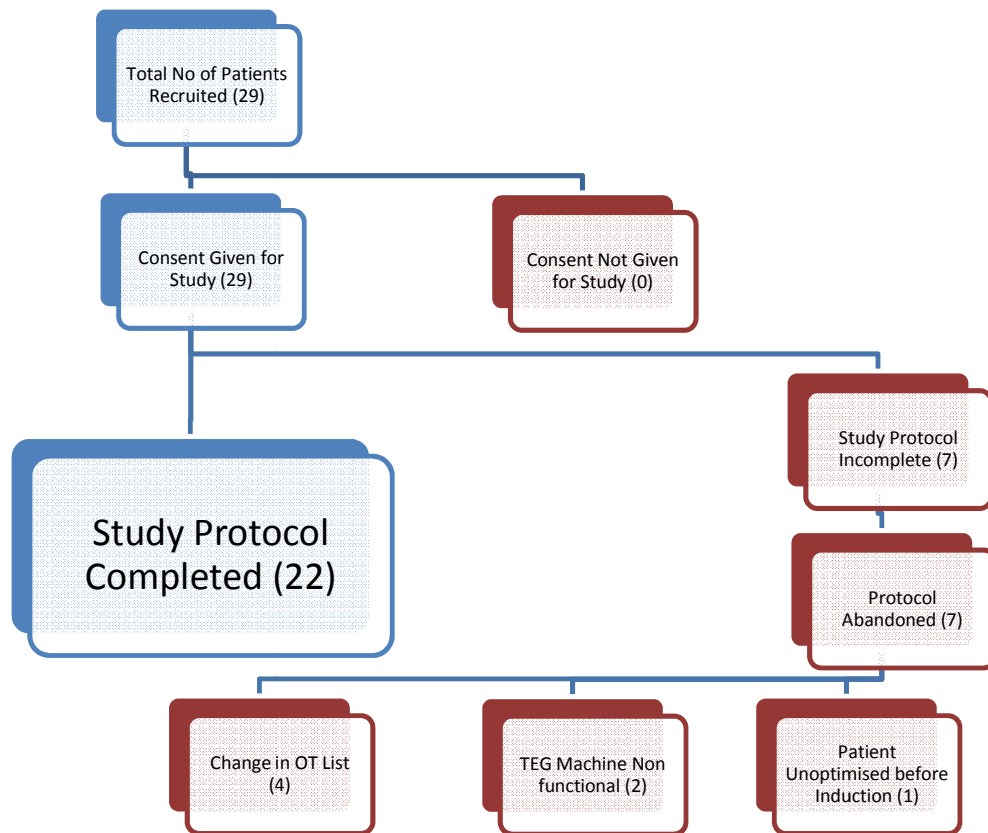 Total No of Patients
Recruited (29)
Consent Given for
Study (29)
Consent Not Given
for Study (0)
Study Protocol
Completed (22)
Study Protocol
Incomplete (7)
Protocol
Abandoned (7)
Change in OT List
(4)
TEG Machine Non
functional (2)
Patient
Unoptimised before
Induction (1)